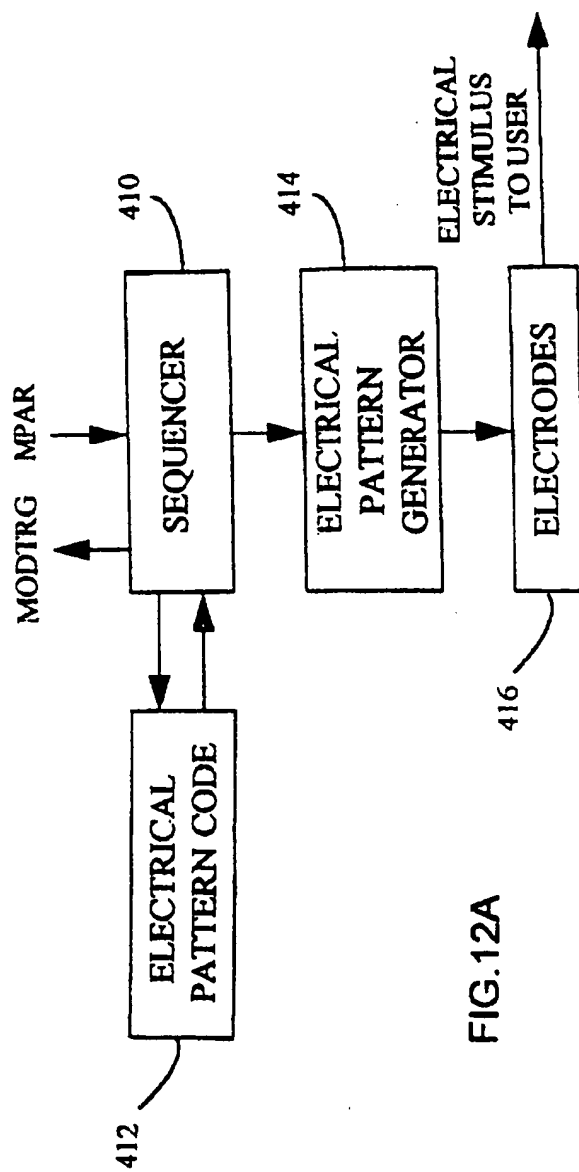 MODTRG MPAR
410
SEQUENCER
ELECTRICAL
PATTERN CODE
412
414
ELECTRICAL
PATTERN
GENERATOR
ELECTRICAL
STIMULUS
TO USER
ELECTRODES
416
FIG.12A